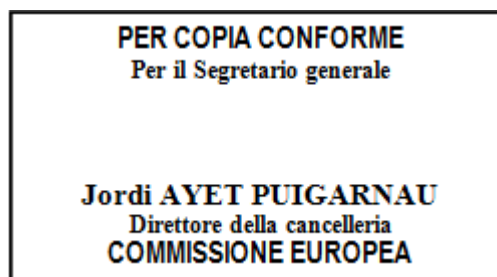 PER COPIA CONFORME
Per il Segretario generale
Jordi AYET PUIGARNAU
Direttore della cancelleria
COMMISSIONE EUROPEA